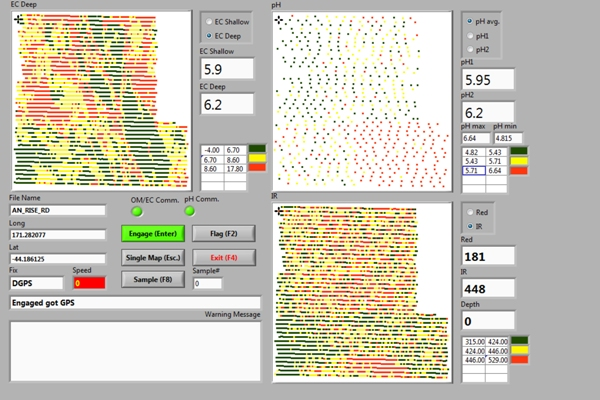 EC Deep
EC Shallow
EC Deep
EC Shallow
5.9
EC Deep
6.2
-4.00 6.70
6.70 8.60
8.60 17.80
pH
pH avg.
pH1
pH2
pH1
5.95
pH2
6.2
pH max pH min
6.64 4.815
4.82 5.43
5.43 5.71
5.71 6.64
File Name
AN_RISE_RD
Long
171.282077
Lat
-44.186125
Fix Speed
DGPS 0
OM/EC Comm. pH Comm.
Engage (Enter) Flag (F2)
Single Map (Esc.) Exit (F4)
Sample (F8) Sample#
0
Engaged got GPS
Warning Message
IR
Red
IR
Red
181
IR
448
Depth
0
315.00 424.00
424.00 446.00
446.00 529.00